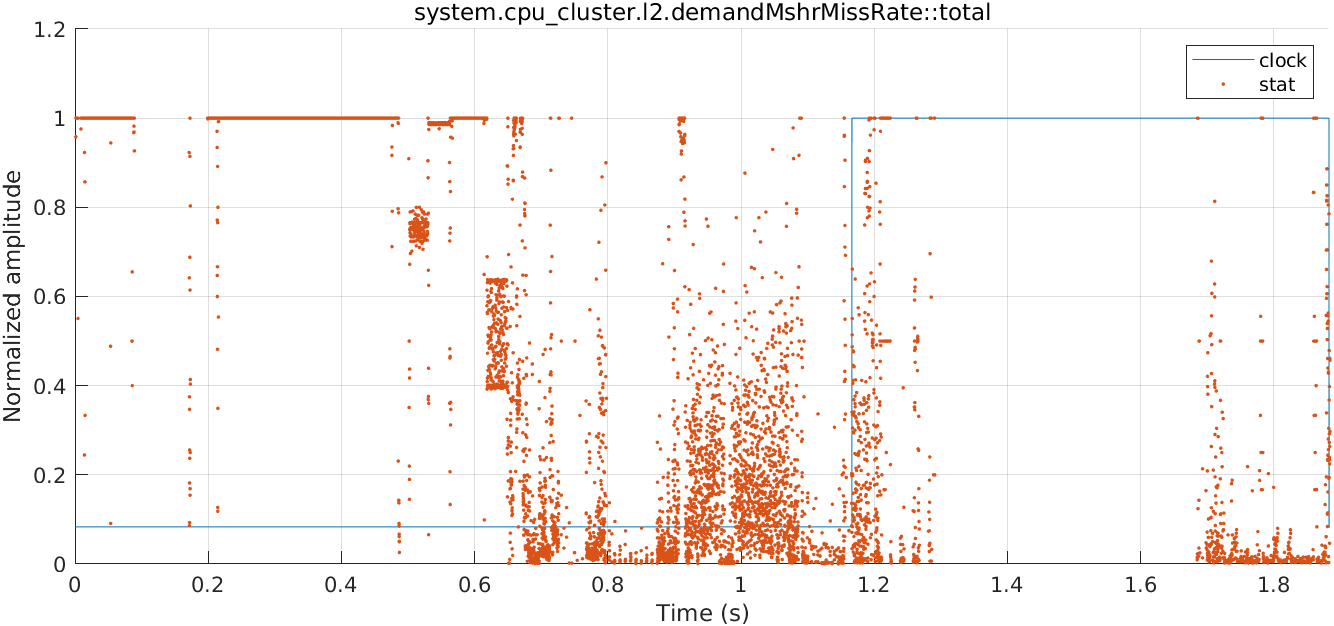 system.cpu_cluster.l2.demandMshrMissRate::total
clock
stat
Normalized amplitude
1.2
1
0.8
0.6
0.4
0.2
0
0 0.2 0.4 0.6 0.8 1 1.2 1.4 1.6 1.8
Time (s)